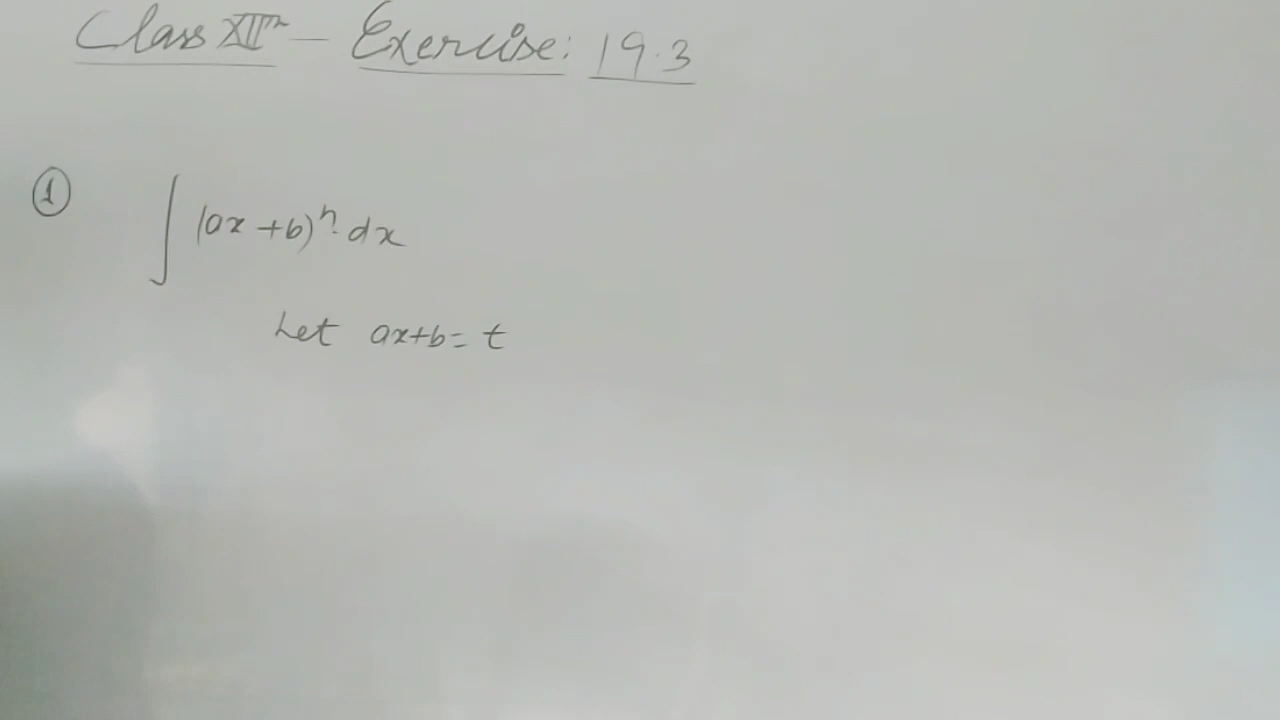 Class XIIth – Exercise: 19.3
① ∫ (ax + b)ⁿ. dx
Let ax+b = t